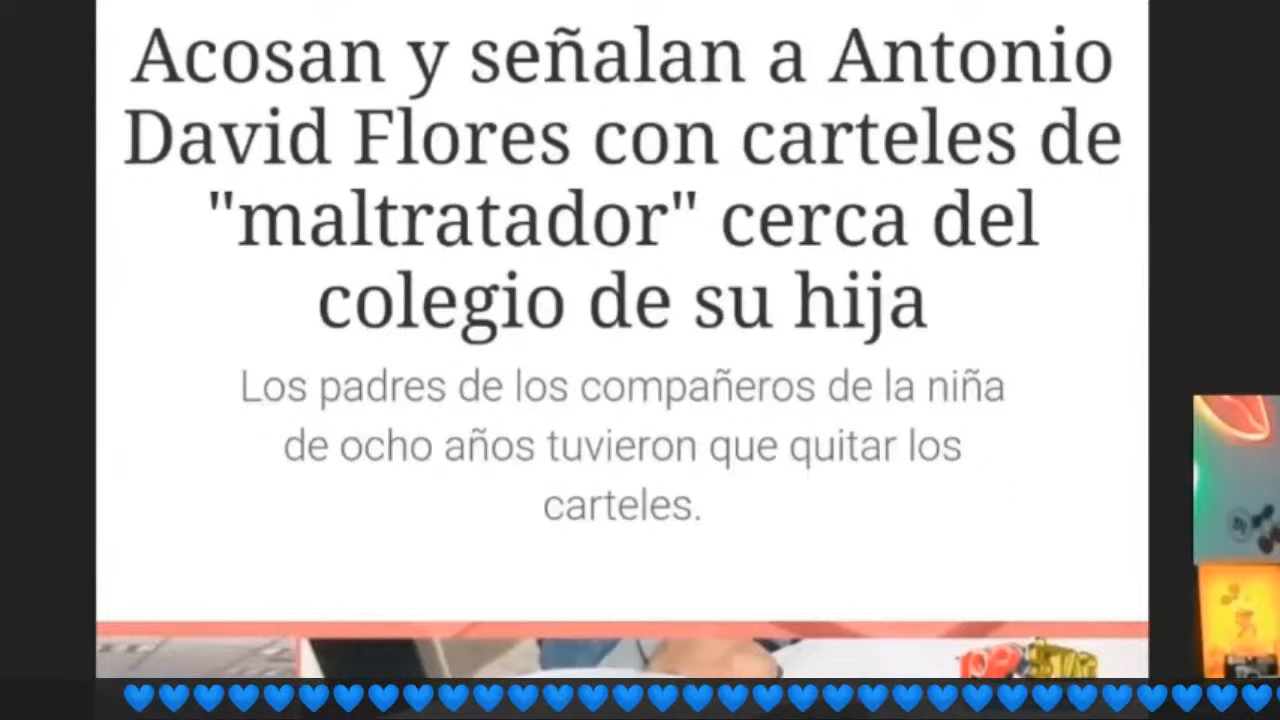 Acosan y señalan a Antonio
David Flores con carteles de
"maltratador" cerca del
colegio de su hija
Los padres de los compañeros de la niña
de ocho años tuvieron que quitar los
carteles.